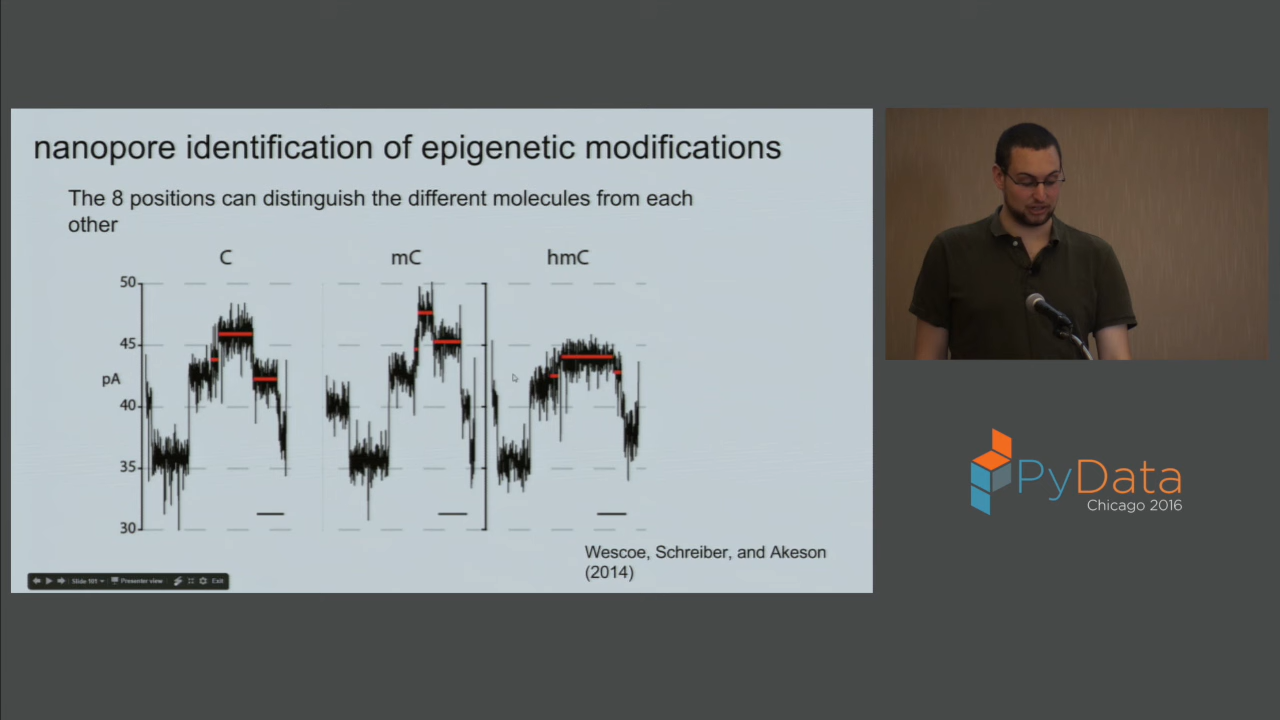 nanopore identification of epigenetic modifications
The 8 positions can distinguish the different molecules from each
other
C
mC
hmC
50
45
pA
40
35
30
Wescoe, Schreiber, and Akeson
(2014)
Slide 101
Presenter view
Exit
PyData
Chicago 2016